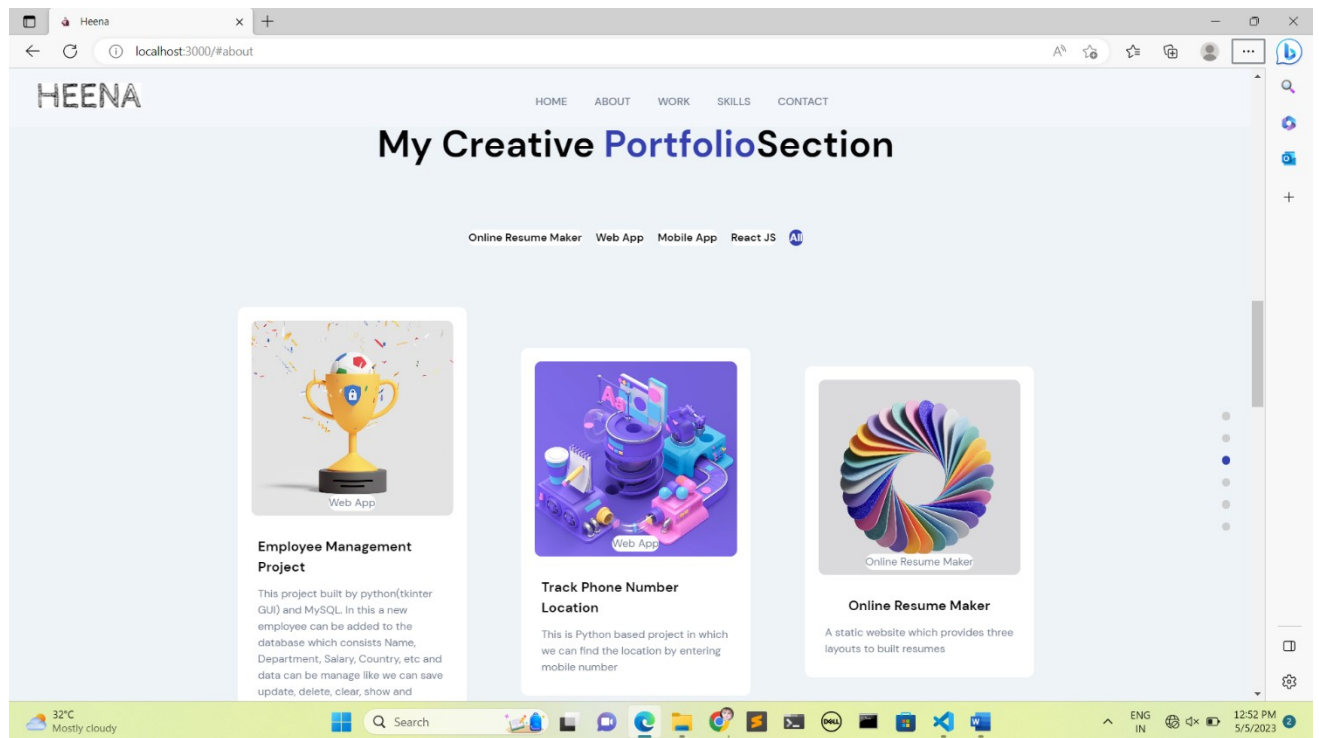 Heena
localhost:3000/#about
HEENA
HOME ABOUT WORK SKILLS CONTACT
My Creative PortfolioSection
Online Resume Maker Web App Mobile App React JS All
Web App
Employee Management
Project
This project built by python(tkinter
GUI) and MySQL. In this a new
employee can be added to the
database which consists Name,
Department, Salary, Country, etc and
data can be manage like we can save
update, delete, clear, show and
Aa
Web App
Track Phone Number
Location
This is Python based project in which
we can find the location by entering
mobile number
Online Resume Maker
Online Resume Maker
A static website which provides three
layouts to built resumes
32°C
Mostly cloudy
Search
DELL
ENG
IN
12:52 PM
5/5/2023
2